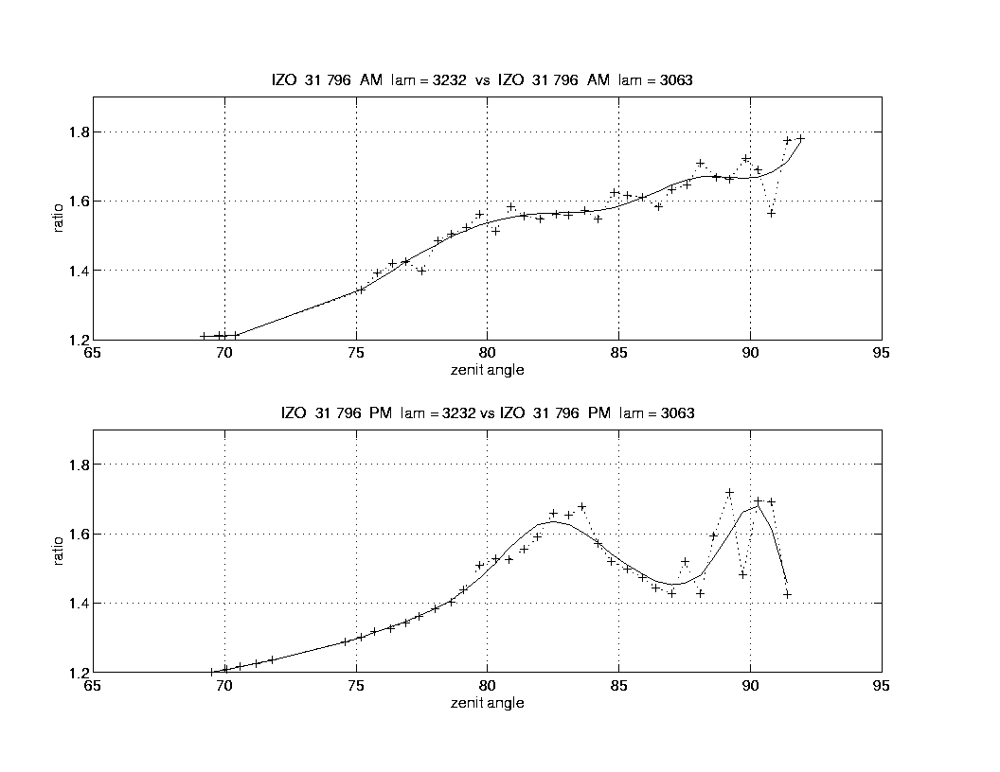 IZO 31 796 AM lam = 3232 vs IZO 31 796 AM lam = 3063
1.8
1.6
1.4
1.2
ratio
65 70 75 80 85 90 95
zenit angle
IZO 31 796 PM lam = 3232 vs IZO 31 796 PM lam = 3063
1.8
1.6
1.4
1.2
ratio
65 70 75 80 85 90 95
zenit angle